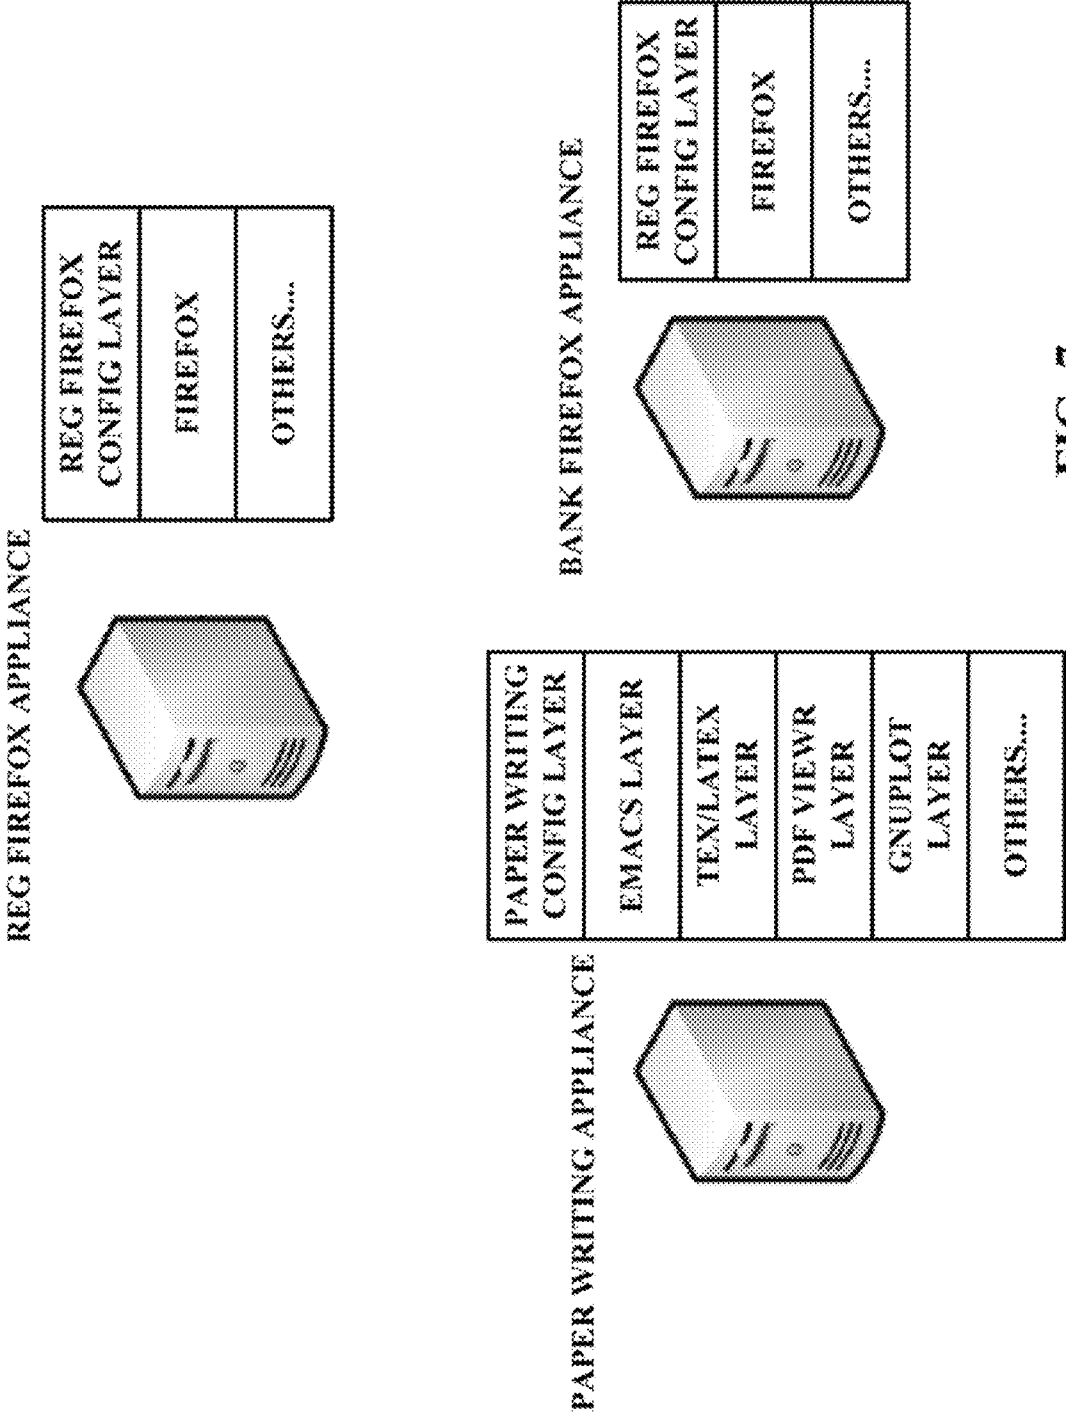 REG FIREFOX APPLIANCE
REG FIREFOX
CONFIG LAYER
FIREFOX
OTHERS....
PAPER WRITING APPLIANCE
PAPER WRITING
CONFIG LAYER
EMACS LAYER
TEX/LATEX
LAYER
PDF VIEWR
LAYER
GNUPLOT
LAYER
OTHERS....
BANK FIREFOX APPLIANCE
REG FIREFOX
CONFIG LAYER
FIREFOX
OTHERS....